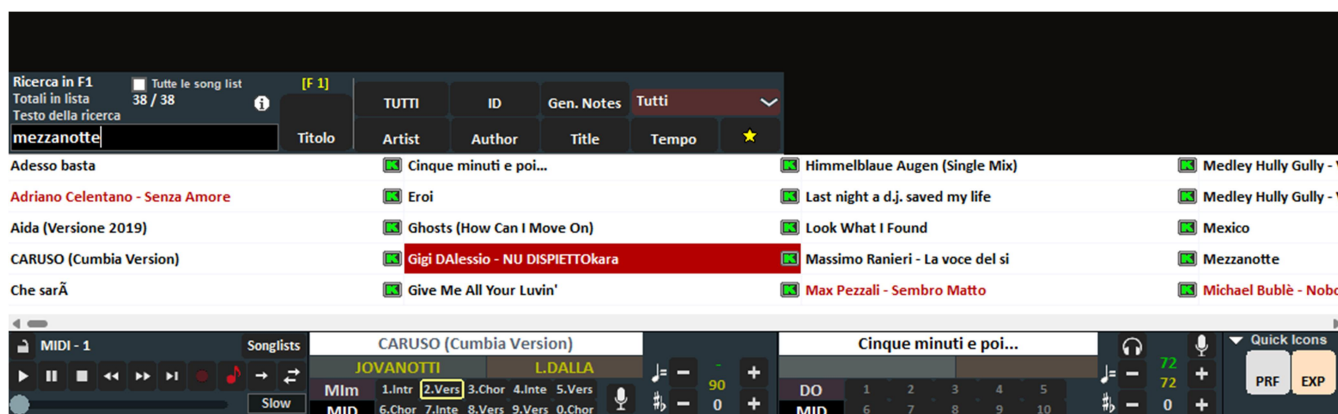 Ricerca in F1
Tutte le song list
[F 1]
Totali in lista
38 / 38
Testo della ricerca
mezzanotte
Titolo
TUTTI
ID
Gen. Notes
Tutti
Artist
Author
Title
Tempo
Adesso basta
Cinque minuti e poi...
Himmelblaue Augen (Single Mix)
Medley Hully Gully -
Adriano Celentano - Senza Amore
Eroi
Last night a d.j. saved my life
Medley Hully Gully -
Aida (Versione 2019)
Ghosts (How Can I Move On)
Look What I Found
Mexico
CARUSO (Cumbia Version)
Gigi DAlessio - NU DISPIETTOkara
Massimo Ranieri - La voce del si
Mezzanotte
Che sarÃ
Give Me All Your Luvin'
Max Pezzali - Sembro Matto
Michael Bublè - Nobo
MIDI - 1
Songlists
CARUSO (Cumbia Version)
Cinque minuti e poi...
Quick Icons
JOVANOTTI
L.DALLA
-
90
72
72
PRF
EXP
MIm
1.Intr 2.Vers 3.Chor 4.Inte 5.Vers
DO
1 2 3 4 5
Slow
MID
6.Chor 7.Inte 8.Vers 9.Vers 0.Chor
0
MID
6 7 8 9 10
0